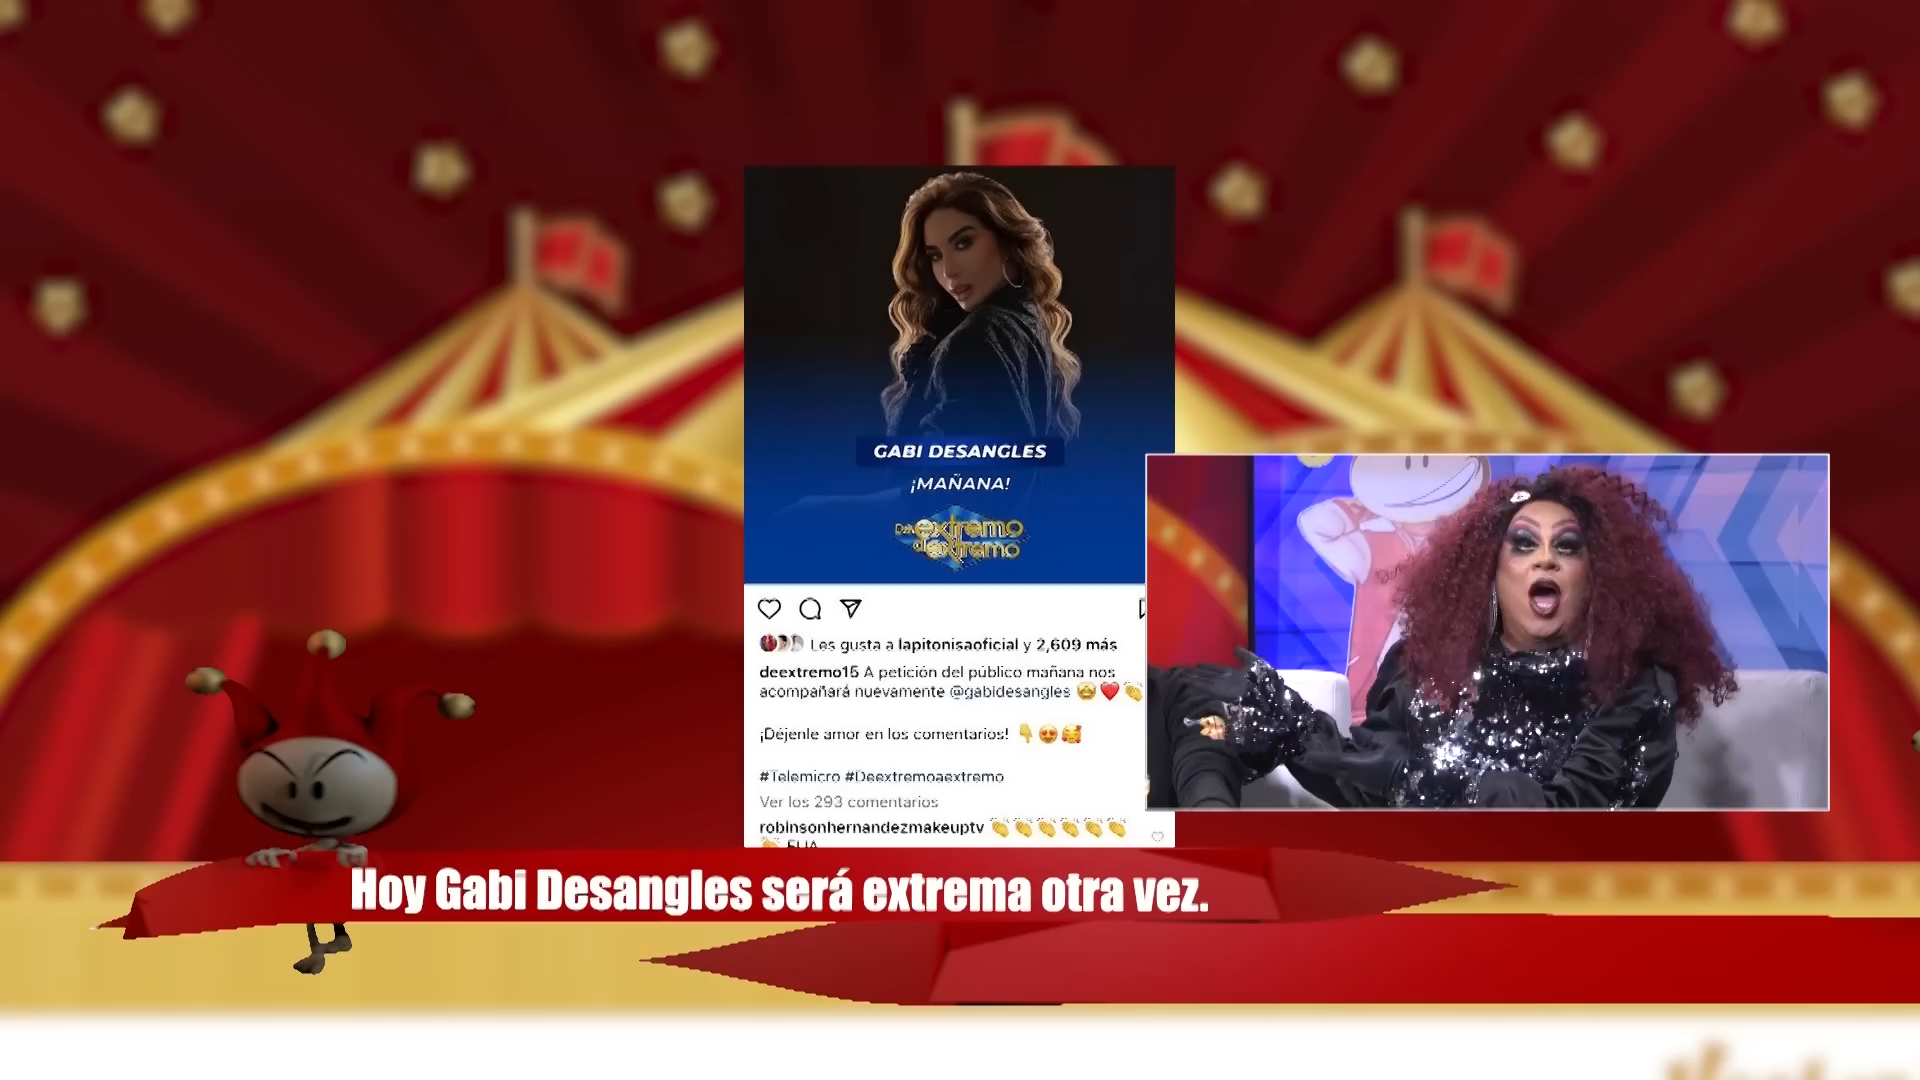 GABI DESANGLES
¡MAÑANA!
De extremo
a extremo
Les gusta a lapitonisaoficial y 2,609 más
deextremo15 A petición del público mañana nos
acompañará nuevamente @gabidesangles
¡Déjenle amor en los comentarios!
#Telemicro #Deextremoaextremo
Ver los 293 comentarios
robinsonhernandezmakeuptv
Hoy Gabi Desangles será extrema otra vez.